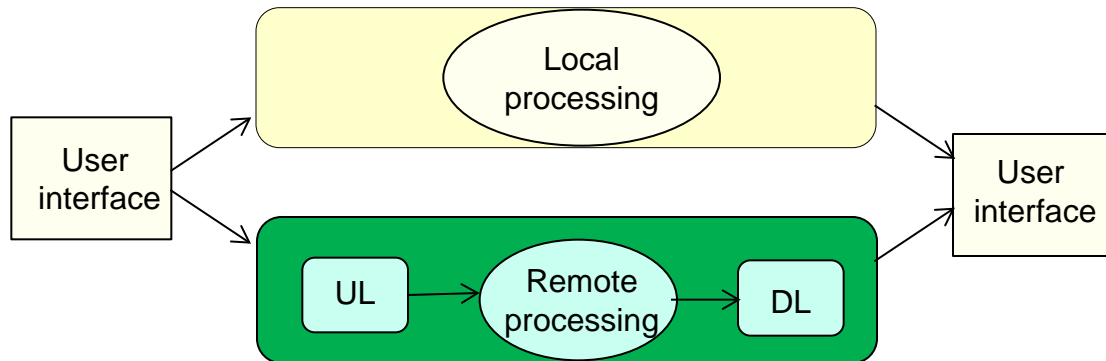 Local
processing
User
interface
User
interface
UL
Remote
processing
DL